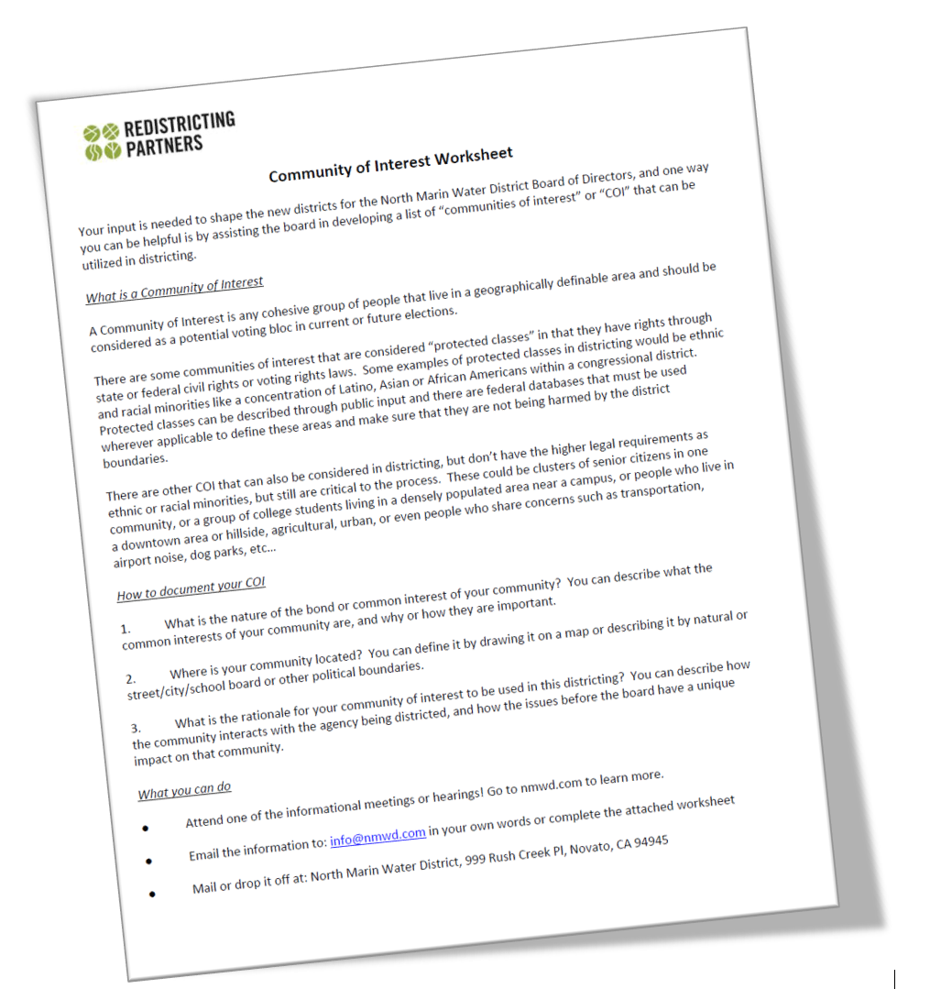 REDISTRICTING
PARTNERS
Community of Interest Worksheet
Your input is needed to shape the new districts for the North Marin Water District Board of Directors, and one way
you can be helpful is by assisting the board in developing a list of “communities of interest” or “COI” that can be
utilized in districting.
What is a Community of Interest
A Community of Interest is any cohesive group of people that live in a geographically definable area and should be
considered as a potential voting bloc in current or future elections.
There are some communities of interest that are considered “protected classes” in that they have rights through
state or federal civil rights or voting rights laws.  Some examples of protected classes in districting would be ethnic
and racial minorities like a concentration of Latino, Asian or African Americans within a congressional district.
Protected classes can be described through public input and there are federal databases that must be used
wherever applicable to define these areas and make sure that they are not being harmed by the district
boundaries.
There are other COI that can also be considered in districting, but don’t have the higher legal requirements as
ethnic or racial minorities, but still are critical to the process.  These could be clusters of senior citizens in one
community, or a group of college students living in a densely populated area near a campus, or people who live in
a downtown area or hillside, agricultural, urban, or even people who share concerns such as transportation,
airport noise, dog parks, etc…
How to document your COI
1. What is the nature of the bond or common interest of your community?  You can describe what the
common interests of your community are, and why or how they are important.
2. Where is your community located?  You can define it by drawing it on a map or describing it by natural or
street/city/school board or other political boundaries.
3. What is the rationale for your community of interest to be used in this districting?  You can describe how
the community interacts with the agency being districted, and how the issues before the board have a unique
impact on that community.
What you can do
• Attend one of the informational meetings or hearings! Go to nmwd.com to learn more.
• Email the information to: info@nmwd.com in your own words or complete the attached worksheet
• Mail or drop it off at: North Marin Water District, 999 Rush Creek Pl, Novato, CA 94945